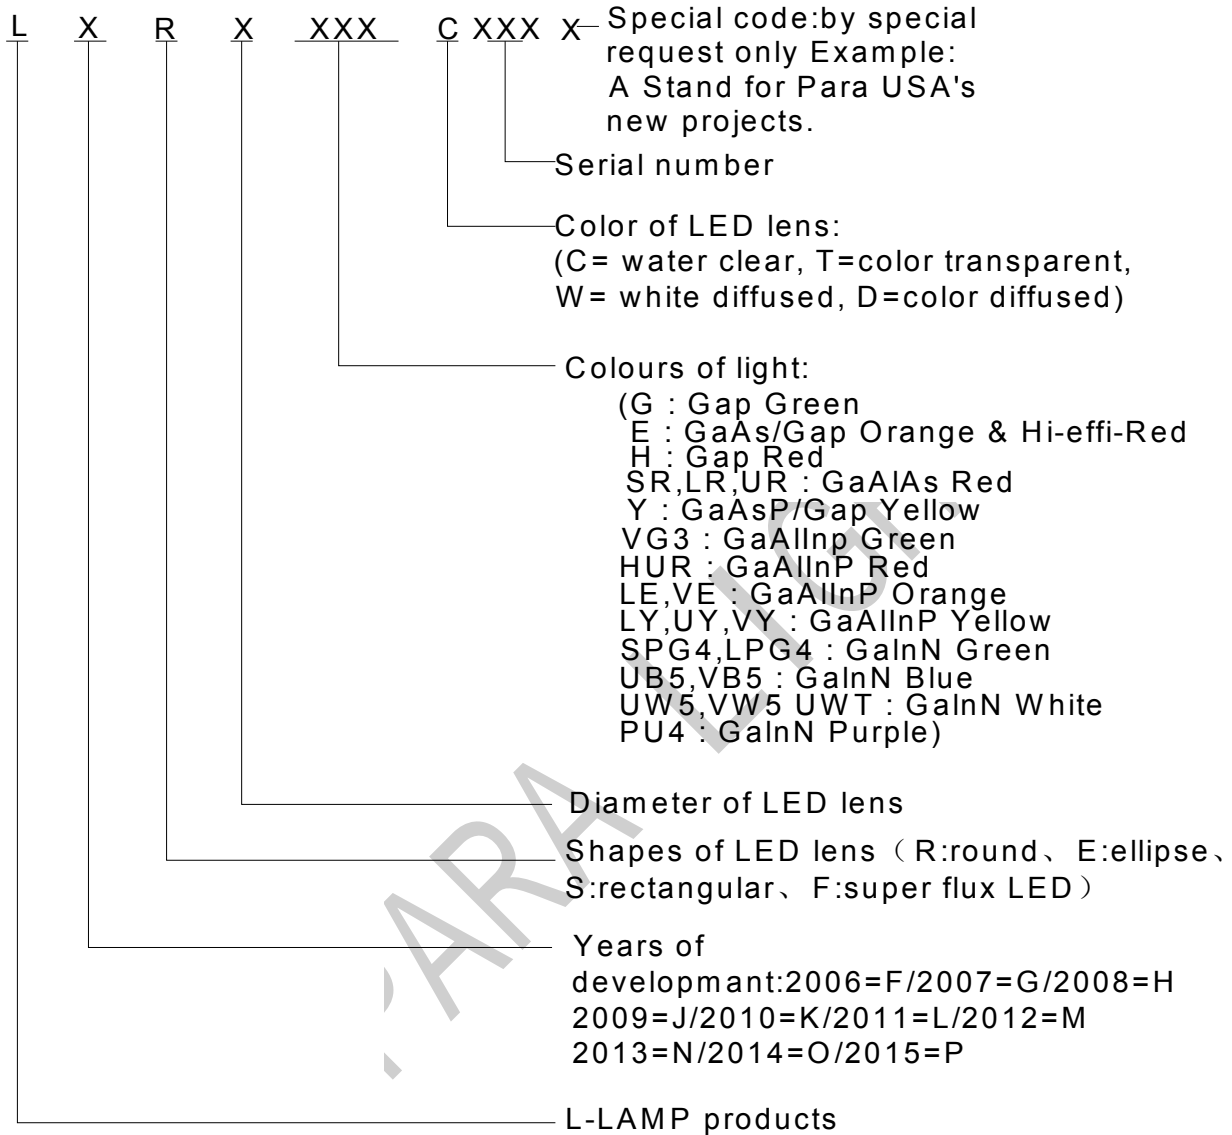 L X R X XXX C XXX X Special code:by special
request only Example:
A Stand for Para USA's
new projects.
Serial number
Color of LED lens:
(C= water clear, T=color transparent,
W= white diffused, D=color diffused)
Colours of light:
(G : Gap Green
E : GaAs/Gap Orange & Hi-effi-Red
H : Gap Red
SR,LR,UR : GaAlAs Red
Y : GaAsP/Gap Yellow
VG3 : GaAlInp Green
HUR : GaAlInP Red
LE,VE : GaAlInP Orange
LY,UY,VY : GaAlInP Yellow
SPG4,LPG4 : GaInN Green
UB5,VB5 : GaInN Blue
UW5,VW5 UWT : GaInN White
PU4 : GaInN Purple)
Diameter of LED lens
Shapes of LED lens（R:round、E:ellipse、
S:rectangular、F:super flux LED）
Years of
developmant:2006=F/2007=G/2008=H
2009=J/2010=K/2011=L/2012=M
2013=N/2014=O/2015=P
L-LAMP products
PARA LIG